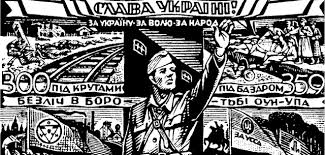 СЛАВА УКРАЇНІ!
ЗА УКРАЇНУ·ЗА ВОЛЮ·ЗА НАРОД
300 ПІД КРУТАМИ
ПІД БАЗАРОМ, 359
БЕЗЛІЧ В БОРО
ТЬБІ ОУН-УПА